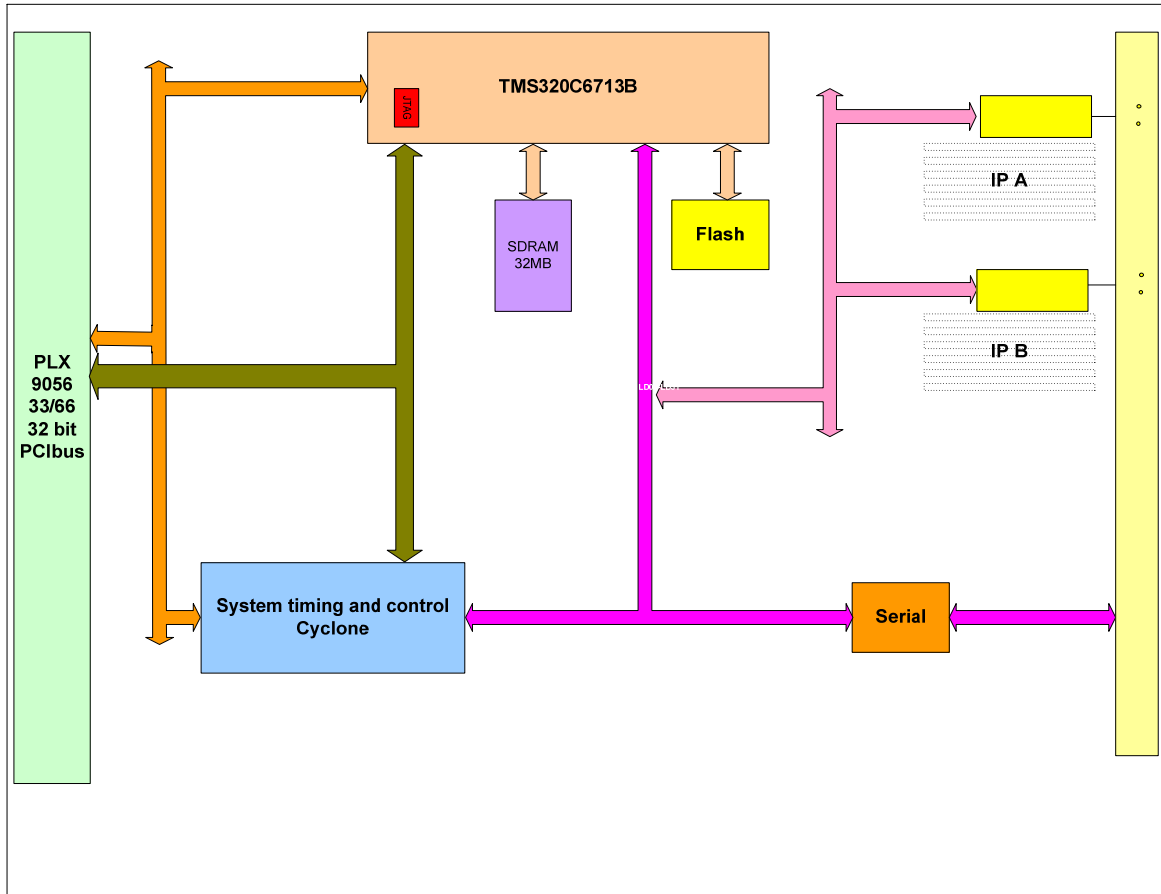 TMS320C6713B
JTAG
IP A
SDRAM
32MB
Flash
IP B
PLX
9056
33/66
32 bit
PCIbus
System timing and control
Cyclone
Serial